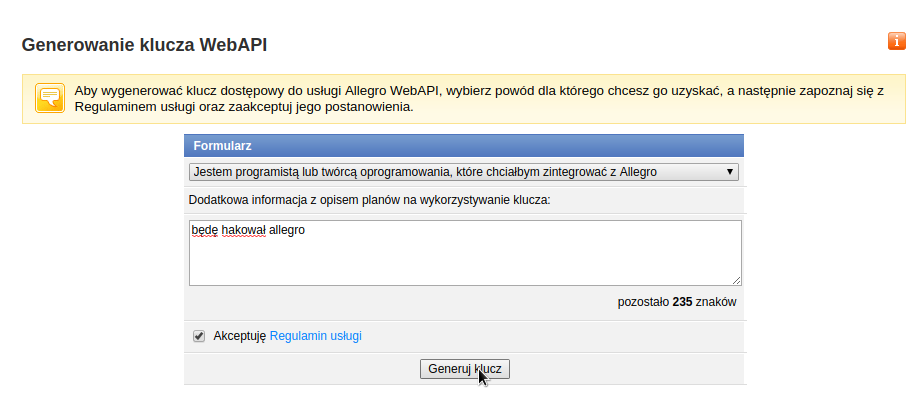 Generowanie klucza WebAPI
Aby wygenerować klucz dostępowy do usługi Allegro WebAPI, wybierz powód dla którego chcesz go uzyskać, a następnie zapoznaj się z
Regulaminem usługi oraz zaakceptuj jego postanowienia.
Formularz
Jestem programistą lub twórcą oprogramowania, które chciałbym zintegrować z Allegro
Dodatkowa informacja z opisem planów na wykorzystywanie klucza:
będę hakował allegro
pozostało 235 znaków
Akceptuję Regulamin usługi
Generuj klucz